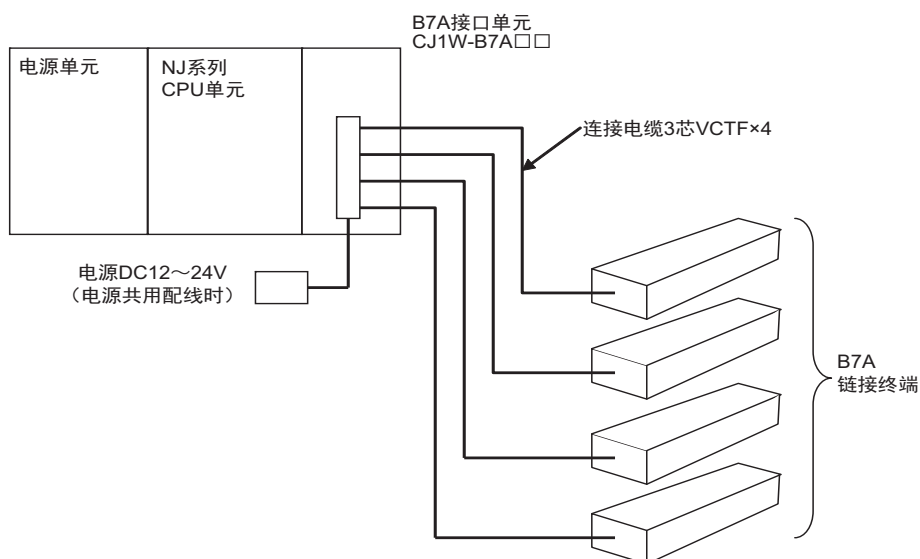 B7A接口单元
CJ1W-B7A□□
电源单元
NJ系列
CPU单元
连接电缆3芯VCTF×4
电源DC12～24V
（电源共用配线时）
B7A
链接终端